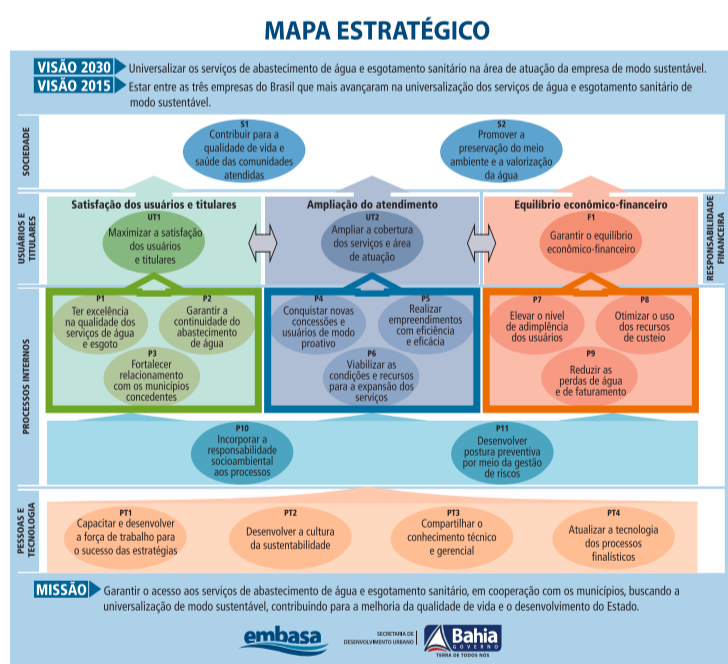 MAPA ESTRATÉGICO
VISÃO 2030 Universalizar os serviços de abastecimento de água e esgotamento sanitário na área de atuação da empresa de modo sustentável.
VISÃO 2015 Estar entre as três empresas do Brasil que mais avançaram na universalização dos serviços de água e esgotamento sanitário de
modo sustentável.
SOCIEDADE
S1
Contribuir para a
qualidade de vida e
saúde das comunidades
atendidas
S2
Promover a
preservação do meio
ambiente e a valorização
da água
USUÁRIOS E
TITULARES
Satisfação dos usuários e titulares
UT1
Maximizar a satisfação
dos usuários
e titulares
Ampliação do atendimento
UT2
Ampliar a cobertura
dos serviços e área
de atuação
Equilíbrio econômico-financeiro
F1
Garantir o equilíbrio
econômico-financeiro
RESPONSABILIDADE
FINANCEIRA
PROCESSOS INTERNOS
P1
Ter excelência
na qualidade dos
serviços de água
e esgoto
P2
Garantir a
continuidade do
abastecimento
de água
P3
Fortalecer
relacionamento
com os municípios
concedentes
P4
Conquistar novas
concessões e
usuários de modo
proativo
P5
Realizar
empreendimentos
com eficiência
e eficácia
P6
Viabilizar as
condições e recursos
para a expansão dos
serviços
P7
Elevar o nível
de adimplência
dos usuários
P8
Otimizar o uso
dos recursos
de custeio
P9
Reduzir as
perdas de água
e de faturamento
P10
Incorporar a
responsabilidade
socioambiental
aos processos
P11
Desenvolver
postura preventiva
por meio da gestão
de riscos
PESSOAS E
TECNOLOGIA
PT1
Capacitar e desenvolver
a força de trabalho para
o sucesso das estratégias
PT2
Desenvolver a cultura
da sustentabilidade
PT3
Compartilhar o
conhecimento técnico
e gerencial
PT4
Atualizar a tecnologia
dos processos
finalísticos
MISSÃO Garantir o acesso aos serviços de abastecimento de água e esgotamento sanitário, em cooperação com os municípios, buscando a
universalização de modo sustentável, contribuindo para a melhoria da qualidade de vida e o desenvolvimento do Estado.
embasa
SECRETARIA DE
DESENVOLVIMENTO URBANO
Bahia
GOVERNO
TERRA DE TODOS NÓS